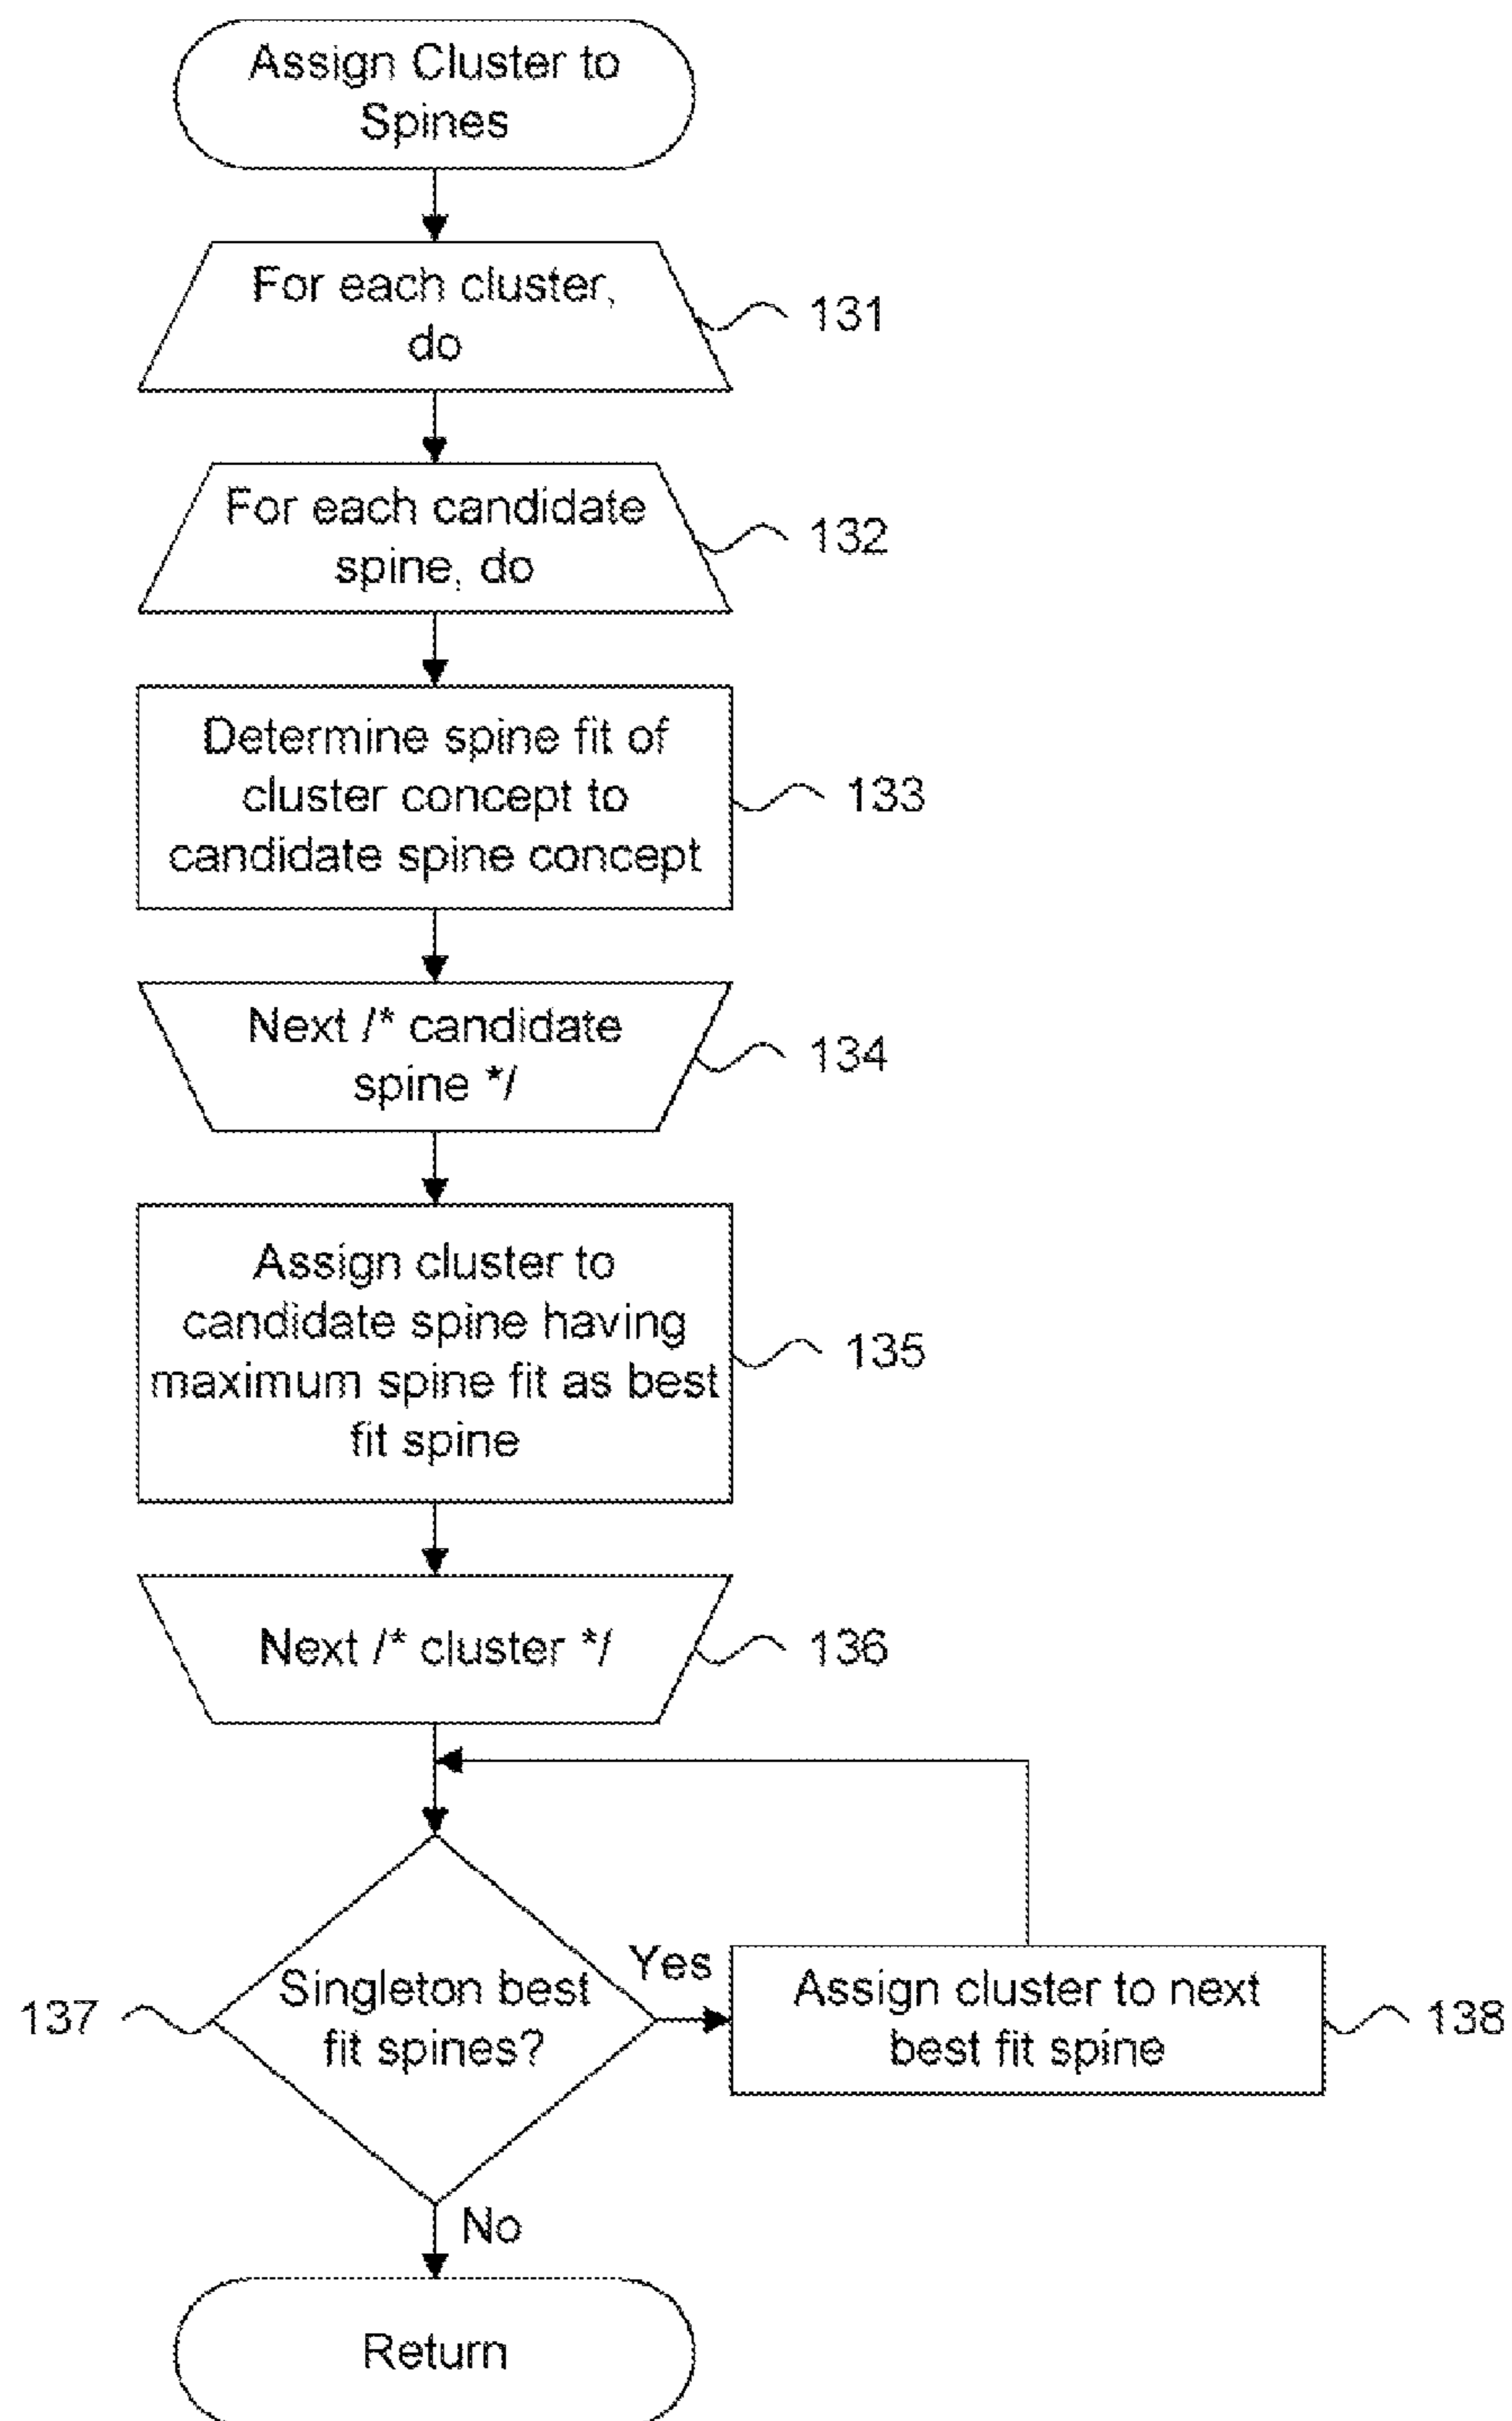 Assign Cluster to
Spines
For each cluster,
do
131
For each candidate
spine, do
132
Determine spine fit of
cluster concept to
candidate spine concept
133
Next /* candidate
spine */
134
Assign cluster to
candidate spine having
maximum spine fit as best
fit spine
135
Next /* cluster */
136
137
Singleton best
fit spines?
Yes
Assign cluster to next
best fit spine
138
No
Return